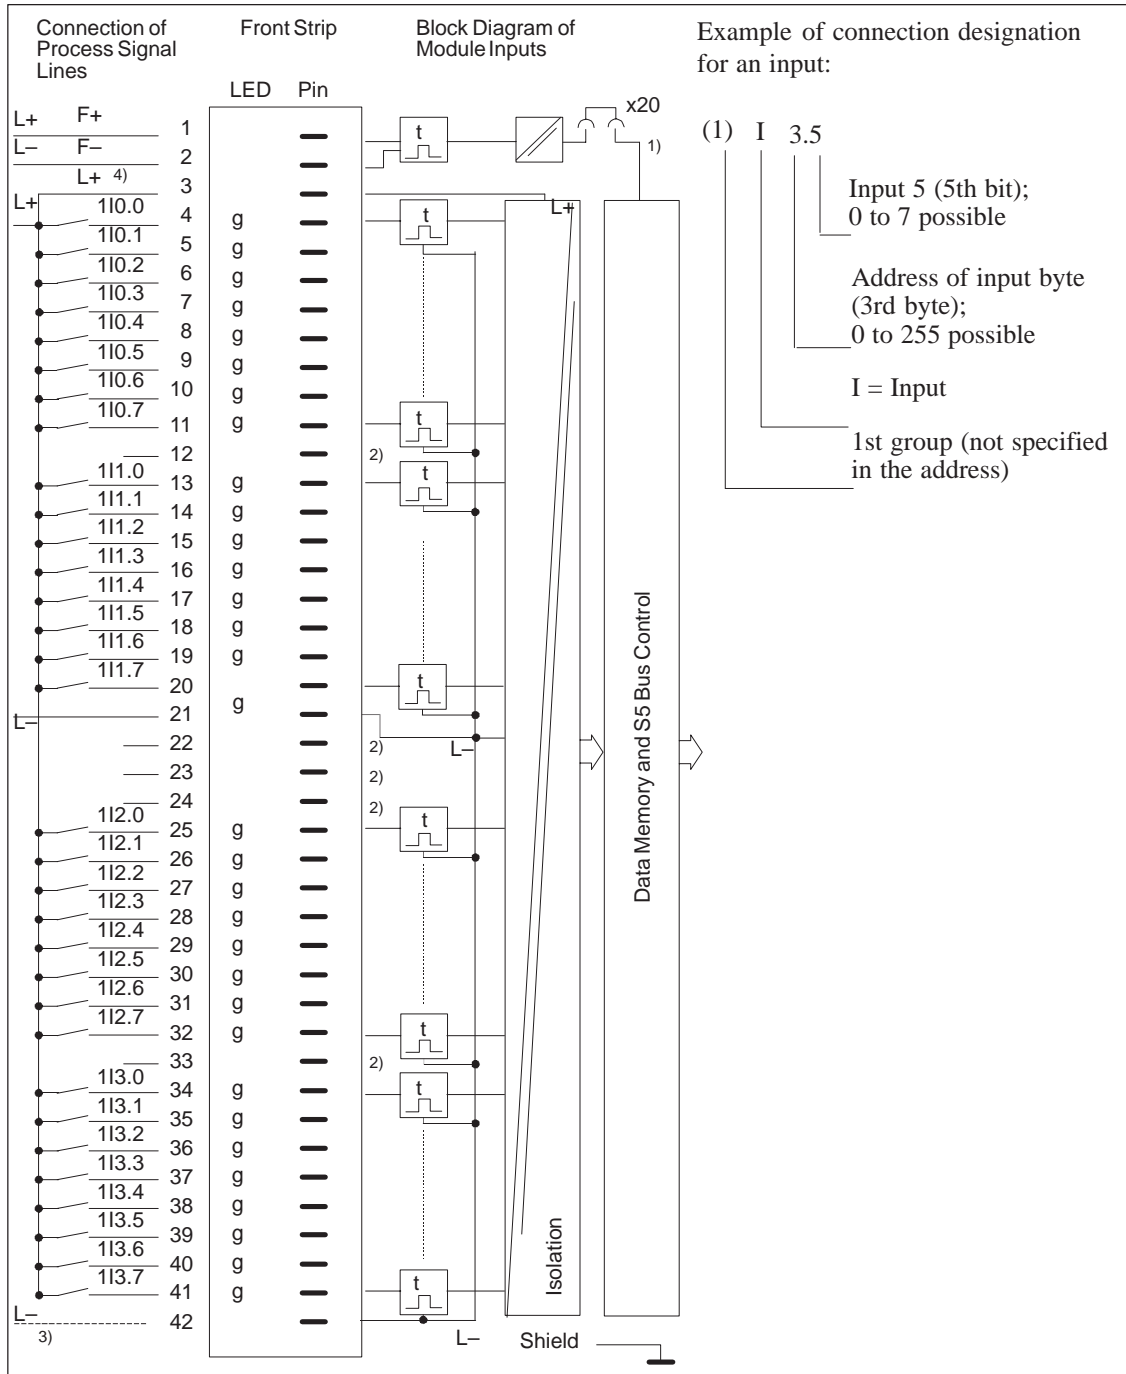 Connection of
Process Signal
Lines
Front Strip
Block Diagram of
Module Inputs
LED Pin
L+ F+ 1
L– F– 2
L+ 4) 3
L+
1I0.0 4 g
1I0.1 5 g
1I0.2 6 g
1I0.3 7 g
1I0.4 8 g
1I0.5 9 g
1I0.6 10 g
1I0.7 11 g
12 2)
1I1.0 13 g
1I1.1 14 g
1I1.2 15 g
1I1.3 16 g
1I1.4 17 g
1I1.5 18 g
1I1.6 19 g
1I1.7 20
g
L– 21
22 2)
23 2)
24 2)
1I2.0 25 g
1I2.1 26 g
1I2.2 27 g
1I2.3 28 g
1I2.4 29 g
1I2.5 30 g
1I2.6 31 g
1I2.7 32 g
33 2)
1I3.0 34 g
1I3.1 35 g
1I3.2 36 g
1I3.3 37 g
1I3.4 38 g
1I3.5 39 g
1I3.6 40 g
1I3.7 41 g
L– 42
3)
t
x20
1)
t
L+
t
t
t
L–
t
t
t
t
L–
Isolation
Shield
Data Memory and S5 Bus Control
Example of connection designation
for an input:
(1) I 3.5
Input 5 (5th bit);
0 to 7 possible
Address of input byte
(3rd byte);
0 to 255 possible
I = Input
1st group (not specified
in the address)